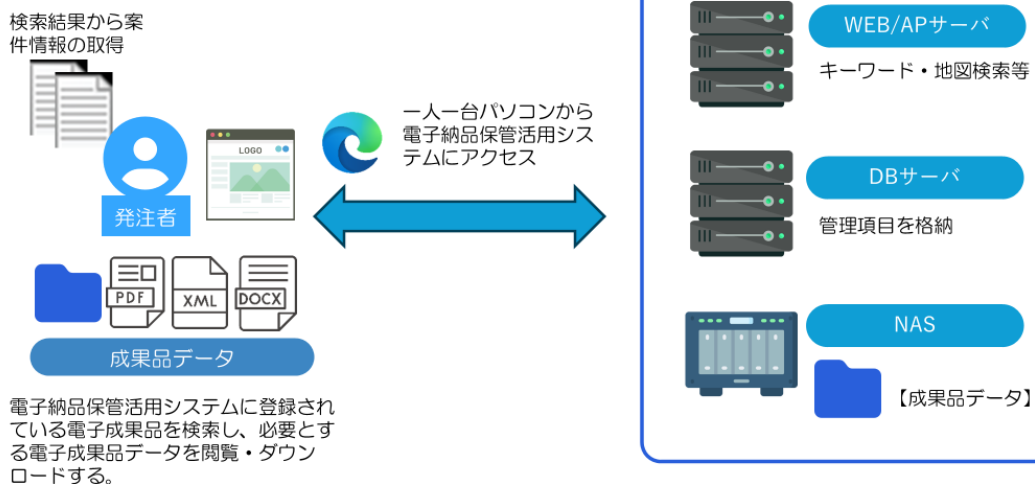 検索結果から案
件情報の取得
LOGO
発注者
一人一台パソコンから
電子納品保管活用シス
テムにアクセス
PDF
XML
DOCX
成果品データ
電子納品保管活用システムに登録され
ている電子成果品を検索し、必要とす
る電子成果品データを閲覧・ダウン
ロードする。
WEB/APサーバ
キーワード・地図検索等
DBサーバ
管理項目を格納
NAS
【成果品データ】